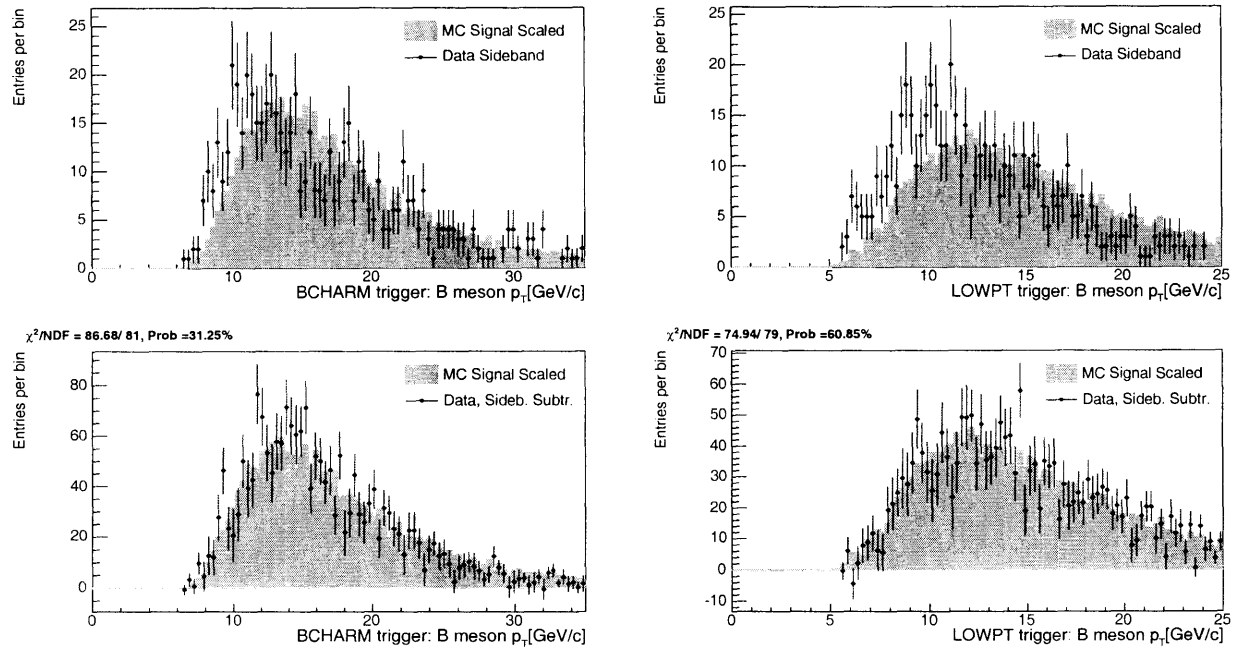 Entries per bin
25
20
15
10
5
0
MC Signal Scaled
Data Sideband
0
10
20
30
BCHARM trigger: B meson p_T[GeV/c]
Entries per bin
25
20
15
10
5
0
MC Signal Scaled
Data Sideband
0
5
10
15
20
25
LOWPT trigger: B meson p_T[GeV/c]
χ²/NDF = 86.68/ 81, Prob =31.25%
Entries per bin
80
60
40
20
0
MC Signal Scaled
Data, Sideb. Subtr.
0
10
20
30
BCHARM trigger: B meson p_T[GeV/c]
χ²/NDF = 74.94/ 79, Prob =60.85%
Entries per bin
70
60
50
40
30
20
10
0
-10
MC Signal Scaled
Data, Sideb. Subtr.
0
5
10
15
20
25
LOWPT trigger: B meson p_T[GeV/c]